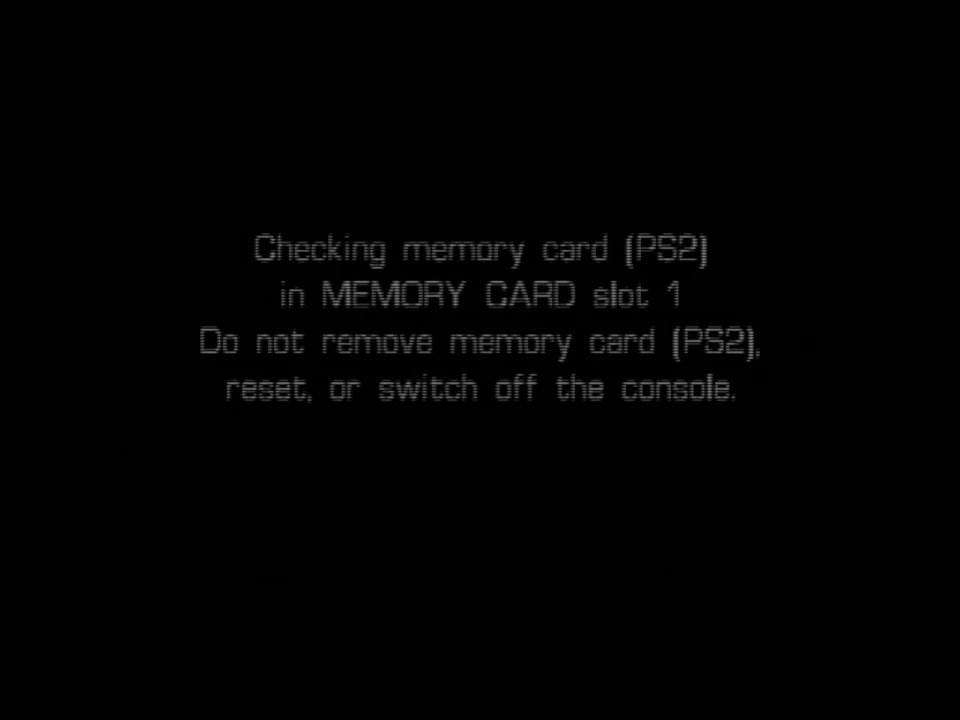 Checking memory card (PS2)
in MEMORY CARD slot 1
Do not remove memory card (PS2),
reset, or switch off the console.